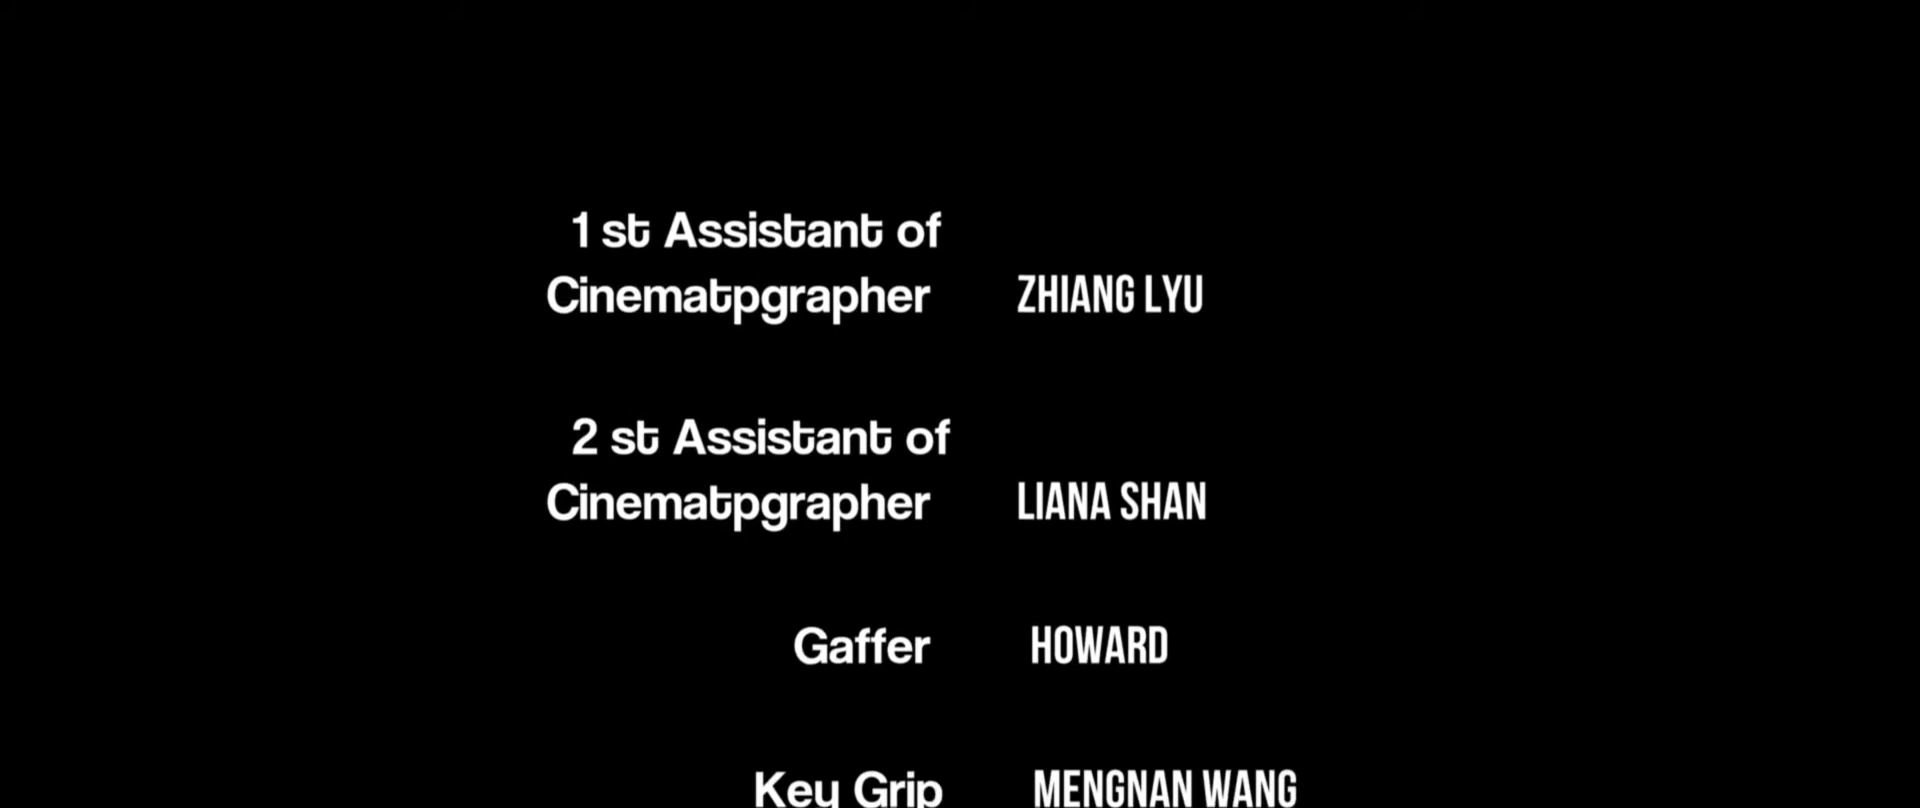 1 st Assistant of
Cinematpgrapher ZHIANG LYU
2 st Assistant of
Cinematpgrapher LIANA SHAN
Gaffer HOWARD
Key Grip MENGNAN WANG